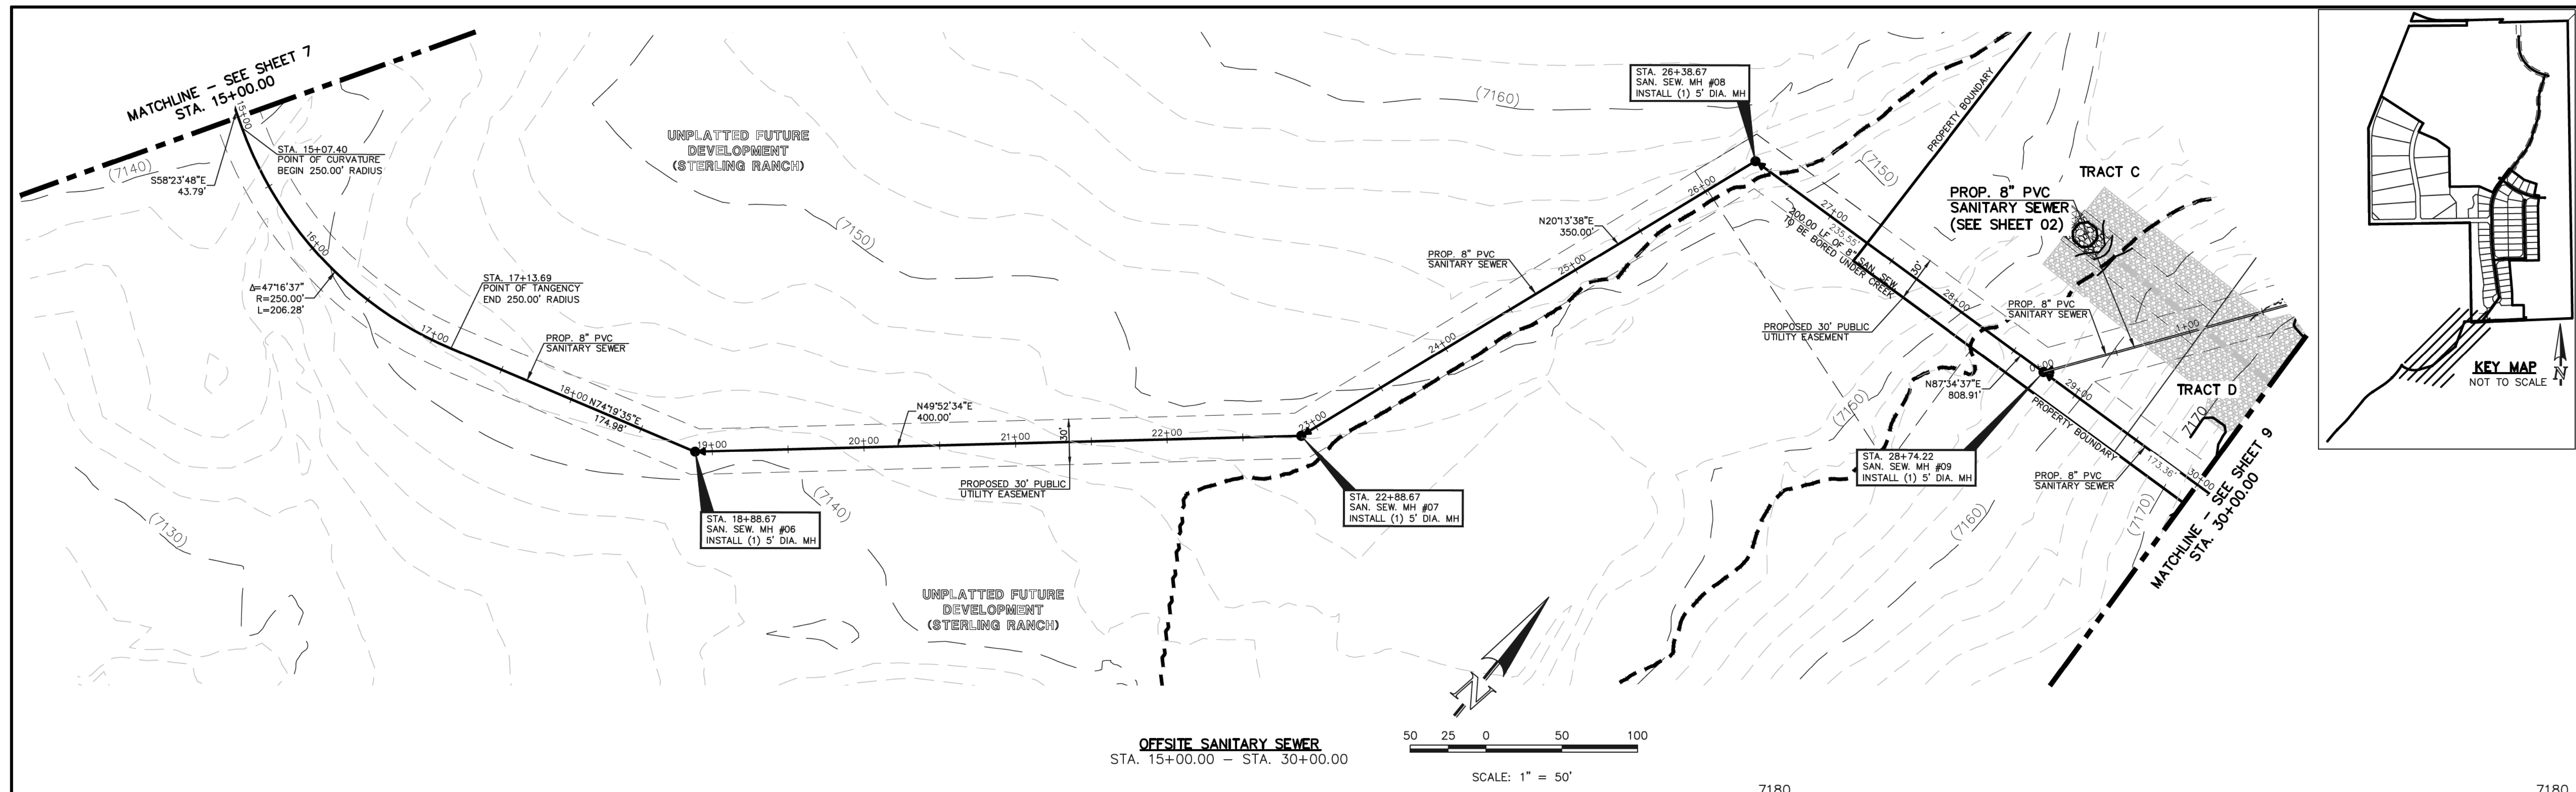 MATCHLINE - SEE SHEET 7
STA. 15+00.00
(7140)
15+00
S58°23'48"E
43.79'
STA. 15+07.40
POINT OF CURVATURE
BEGIN 250.00' RADIUS
16+00
Δ=47°16'37"
R=250.00'
L=206.28'
17+00
STA. 17+13.69
POINT OF TANGENCY
END 250.00' RADIUS
PROP. 8" PVC
SANITARY SEWER
18+00
N74°19'35"E
174.98'
(7130)
UNPLATTED FUTURE
DEVELOPMENT
(STERLING RANCH)
(7150)
19+00
STA. 18+88.67
SAN. SEW. MH #06
INSTALL (1) 5' DIA. MH
20+00
N49°52'34"E
400.00'
21+00
30'
22+00
PROPOSED 30' PUBLIC
UTILITY EASEMENT
(7140)
UNPLATTED FUTURE
DEVELOPMENT
(STERLING RANCH)
23+00
STA. 22+88.67
SAN. SEW. MH #07
INSTALL (1) 5' DIA. MH
24+00
PROP. 8" PVC
SANITARY SEWER
25+00
N20°13'38"E
350.00'
26+00
(7160)
STA. 26+38.67
SAN. SEW. MH #08
INSTALL (1) 5' DIA. MH
27+00
235.55'
200.00 LF OF 8" SAN. SEW
TO BE BORED UNDER CREEK
PROPERTY BOUNDARY
(7150)
30'
28+00
PROPOSED 30' PUBLIC
UTILITY EASEMENT
TRACT C
PROP. 8" PVC
SANITARY SEWER
(SEE SHEET 02)
PROP. 8" PVC
SANITARY SEWER
1+00
0+00
N87°34'37"E
808.91'
29+00
TRACT D
7170
PROPERTY BOUNDARY
(7160)
STA. 28+74.22
SAN. SEW. MH #09
INSTALL (1) 5' DIA. MH
PROP. 8" PVC
SANITARY SEWER
173.36'
30+00
(7160)
(7170)
MATCHLINE - SEE SHEET 9
STA. 30+00.00
KEY MAP
NOT TO SCALE
N
N
OFFSITE SANITARY SEWER
STA. 15+00.00 – STA. 30+00.00
50 25 0 50 100
SCALE: 1" = 50'
7180
7180